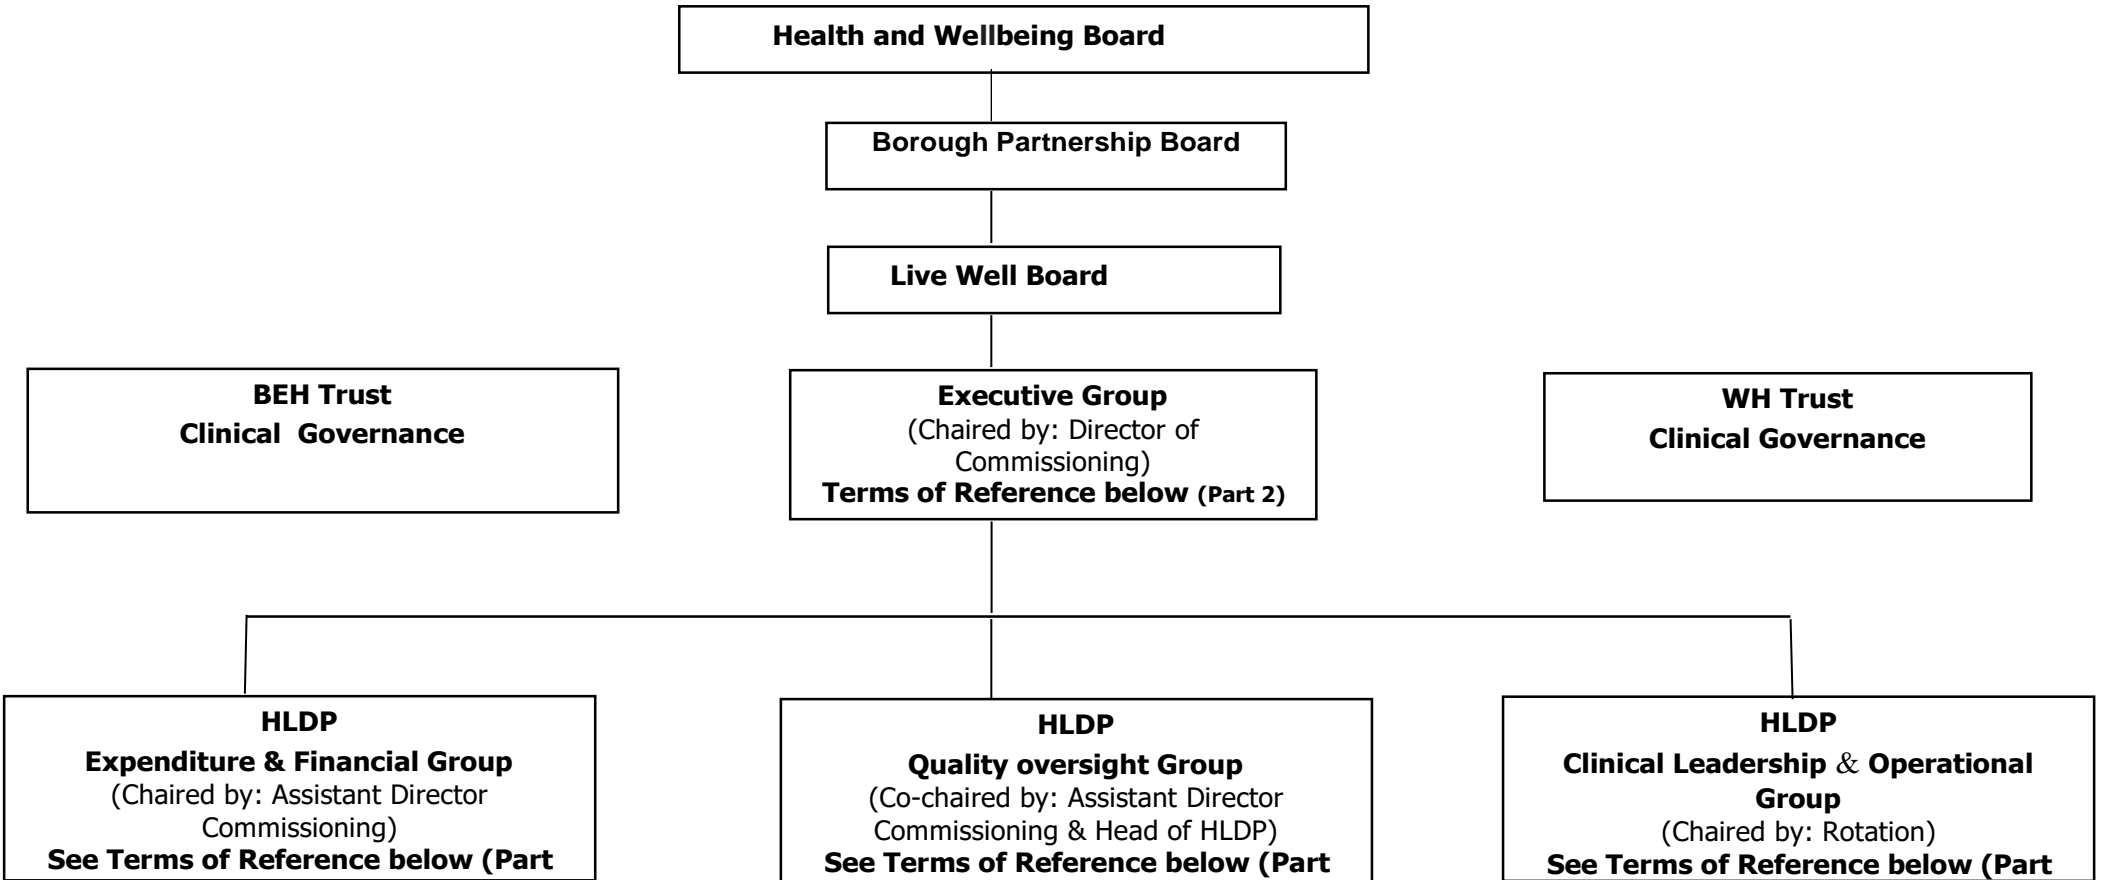 Health and Wellbeing Board
Borough Partnership Board
Live Well Board
BEH Trust
Clinical Governance
Executive Group
(Chaired by: Director of
Commissioning)
Terms of Reference below (Part 2)
WH Trust
Clinical Governance
HLDP
Expenditure & Financial Group
(Chaired by: Assistant Director
Commissioning)
See Terms of Reference below (Part
HLDP
Quality oversight Group
(Co-chaired by: Assistant Director
Commissioning & Head of HLDP)
See Terms of Reference below (Part
HLDP
Clinical Leadership & Operational
Group
(Chaired by: Rotation)
See Terms of Reference below (Part